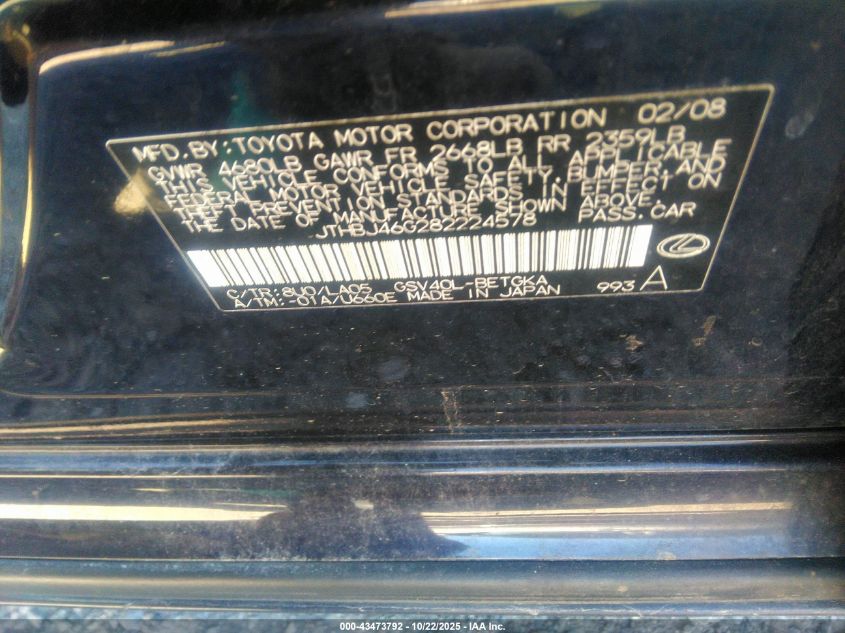 MFD. BY: TOYOTA MOTOR CORPORATION 02/08
GVWR 4680LB GAWR FR 2668LB RR 2359LB
THIS VEHICLE CONFORMS TO ALL APPLICABLE
FEDERAL MOTOR VEHICLE SAFETY, BUMPER, AND
THEFT PREVENTION STANDARDS IN EFFECT ON
THE DATE OF MANUFACTURE SHOWN ABOVE.
JTHBJ46G282224578 PASS. CAR
C/TR: 8U0/LA05 GSV40L-BETGKA
A/TM: -01A/U660E MADE IN JAPAN 993 A
000-43473792 - 10/22/2025 - IAA Inc.